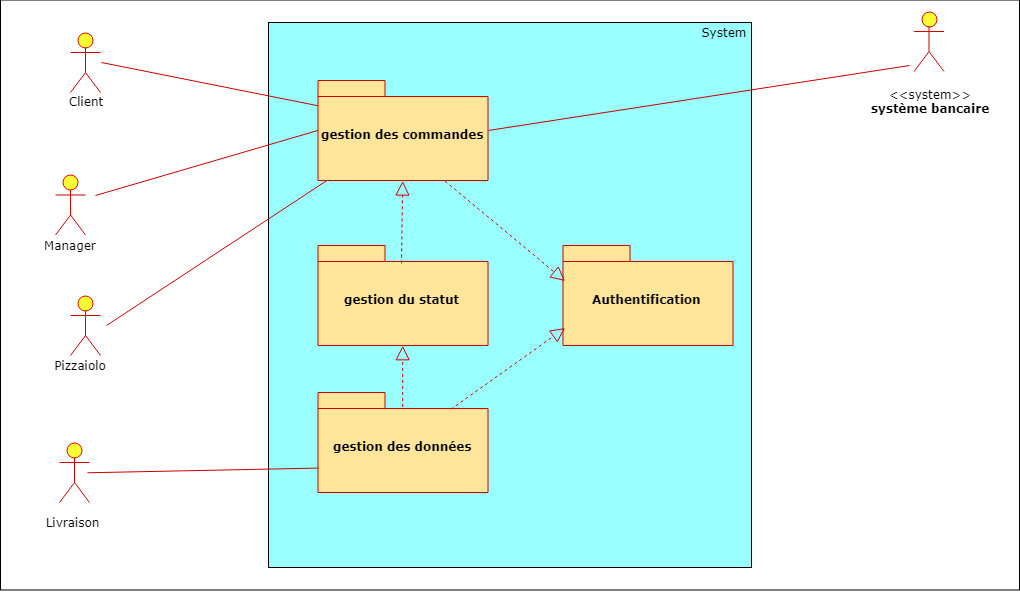 System
Client
<<system>>
système bancaire
gestion des commandes
Manager
gestion du statut
Authentification
Pizzaiolo
gestion des données
Livraison